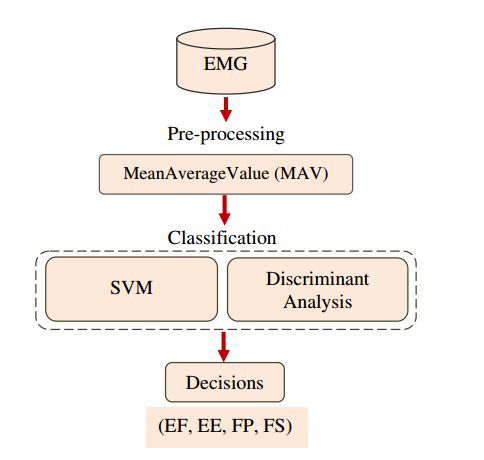 EMG
Pre-processing
MeanAverageValue (MAV)
Classification
SVM
Discriminant
Analysis
Decisions
(EF, EE, FP, FS)